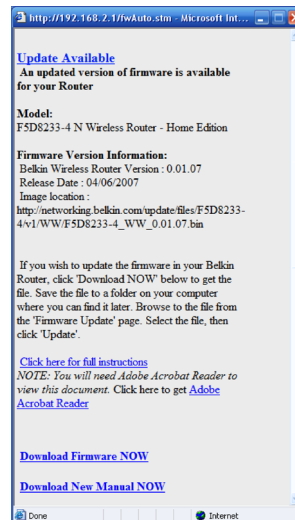 http://192.168.2.1/fwAuto.stm - Microsoft Int...
Update Available
An updated version of firmware is available
for your Router
Model:
F5D8233-4 N Wireless Router - Home Edition
Firmware Version Information:
Belkin Wireless Router Version : 0.01.07
Release Date : 04/06/2007
Image location :
http://networking.belkin.com/update/files/F5D8233-
4/v1/WW/F5D8233-4_WW_0.01.07.bin
If you wish to update the firmware in your Belkin
Router, click 'Download NOW' below to get the
file. Save the file to a folder on your computer
where you can find it later. Browse to the file from
the 'Firmware Update' page. Select the file, then
click 'Update'.
Click here for full instructions
NOTE: You will need Adobe Acrobat Reader to
view this document. Click here to get Adobe
Acrobat Reader
Download Firmware NOW
Download New Manual NOW
Done Internet